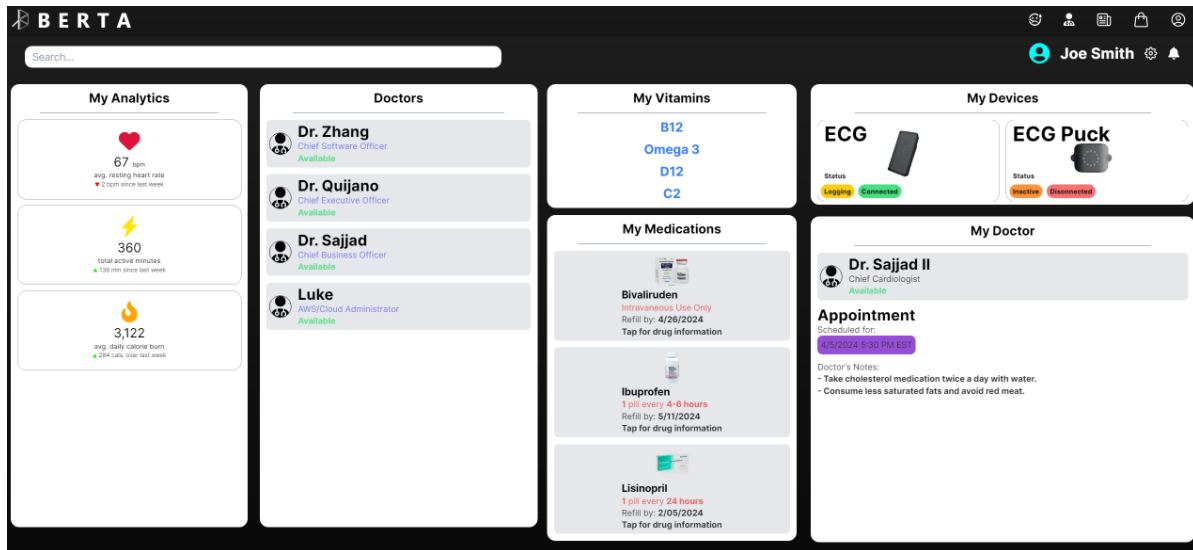 BERTA
Search...
Joe Smith
My Analytics
67 bpm
avg. resting heart rate
2 bpm since last week
360
total active minutes
138 min since last week
3,122
avg. daily calorie burn
284 cals. over last week
Doctors
Dr. Zhang
Chief Software Officer
Available
Dr. Quijano
Chief Executive Officer
Available
Dr. Sajjad
Chief Business Officer
Available
Luke
AWS/Cloud Administrator
Available
My Vitamins
B12
Omega 3
D12
C2
My Medications
Bivaliruden
Intravaneous Use Only
Refill by: 4/26/2024
Tap for drug information
Ibuprofen
1 pill every 4-6 hours
Refill by: 5/11/2024
Tap for drug information
Lisinopril
1 pill every 24 hours
Refill by: 2/05/2024
Tap for drug information
My Devices
ECG
Status
Logging Connected
ECG Puck
Status
Inactive Disonnected
My Doctor
Dr. Sajjad II
Chief Cardiologist
Available
Appointment
Scheduled for:
4/5/2024 5:30 PM EST
Doctor's Notes:
- Take cholesterol medication twice a day with water.
- Consume less saturated fats and avoid red meat.